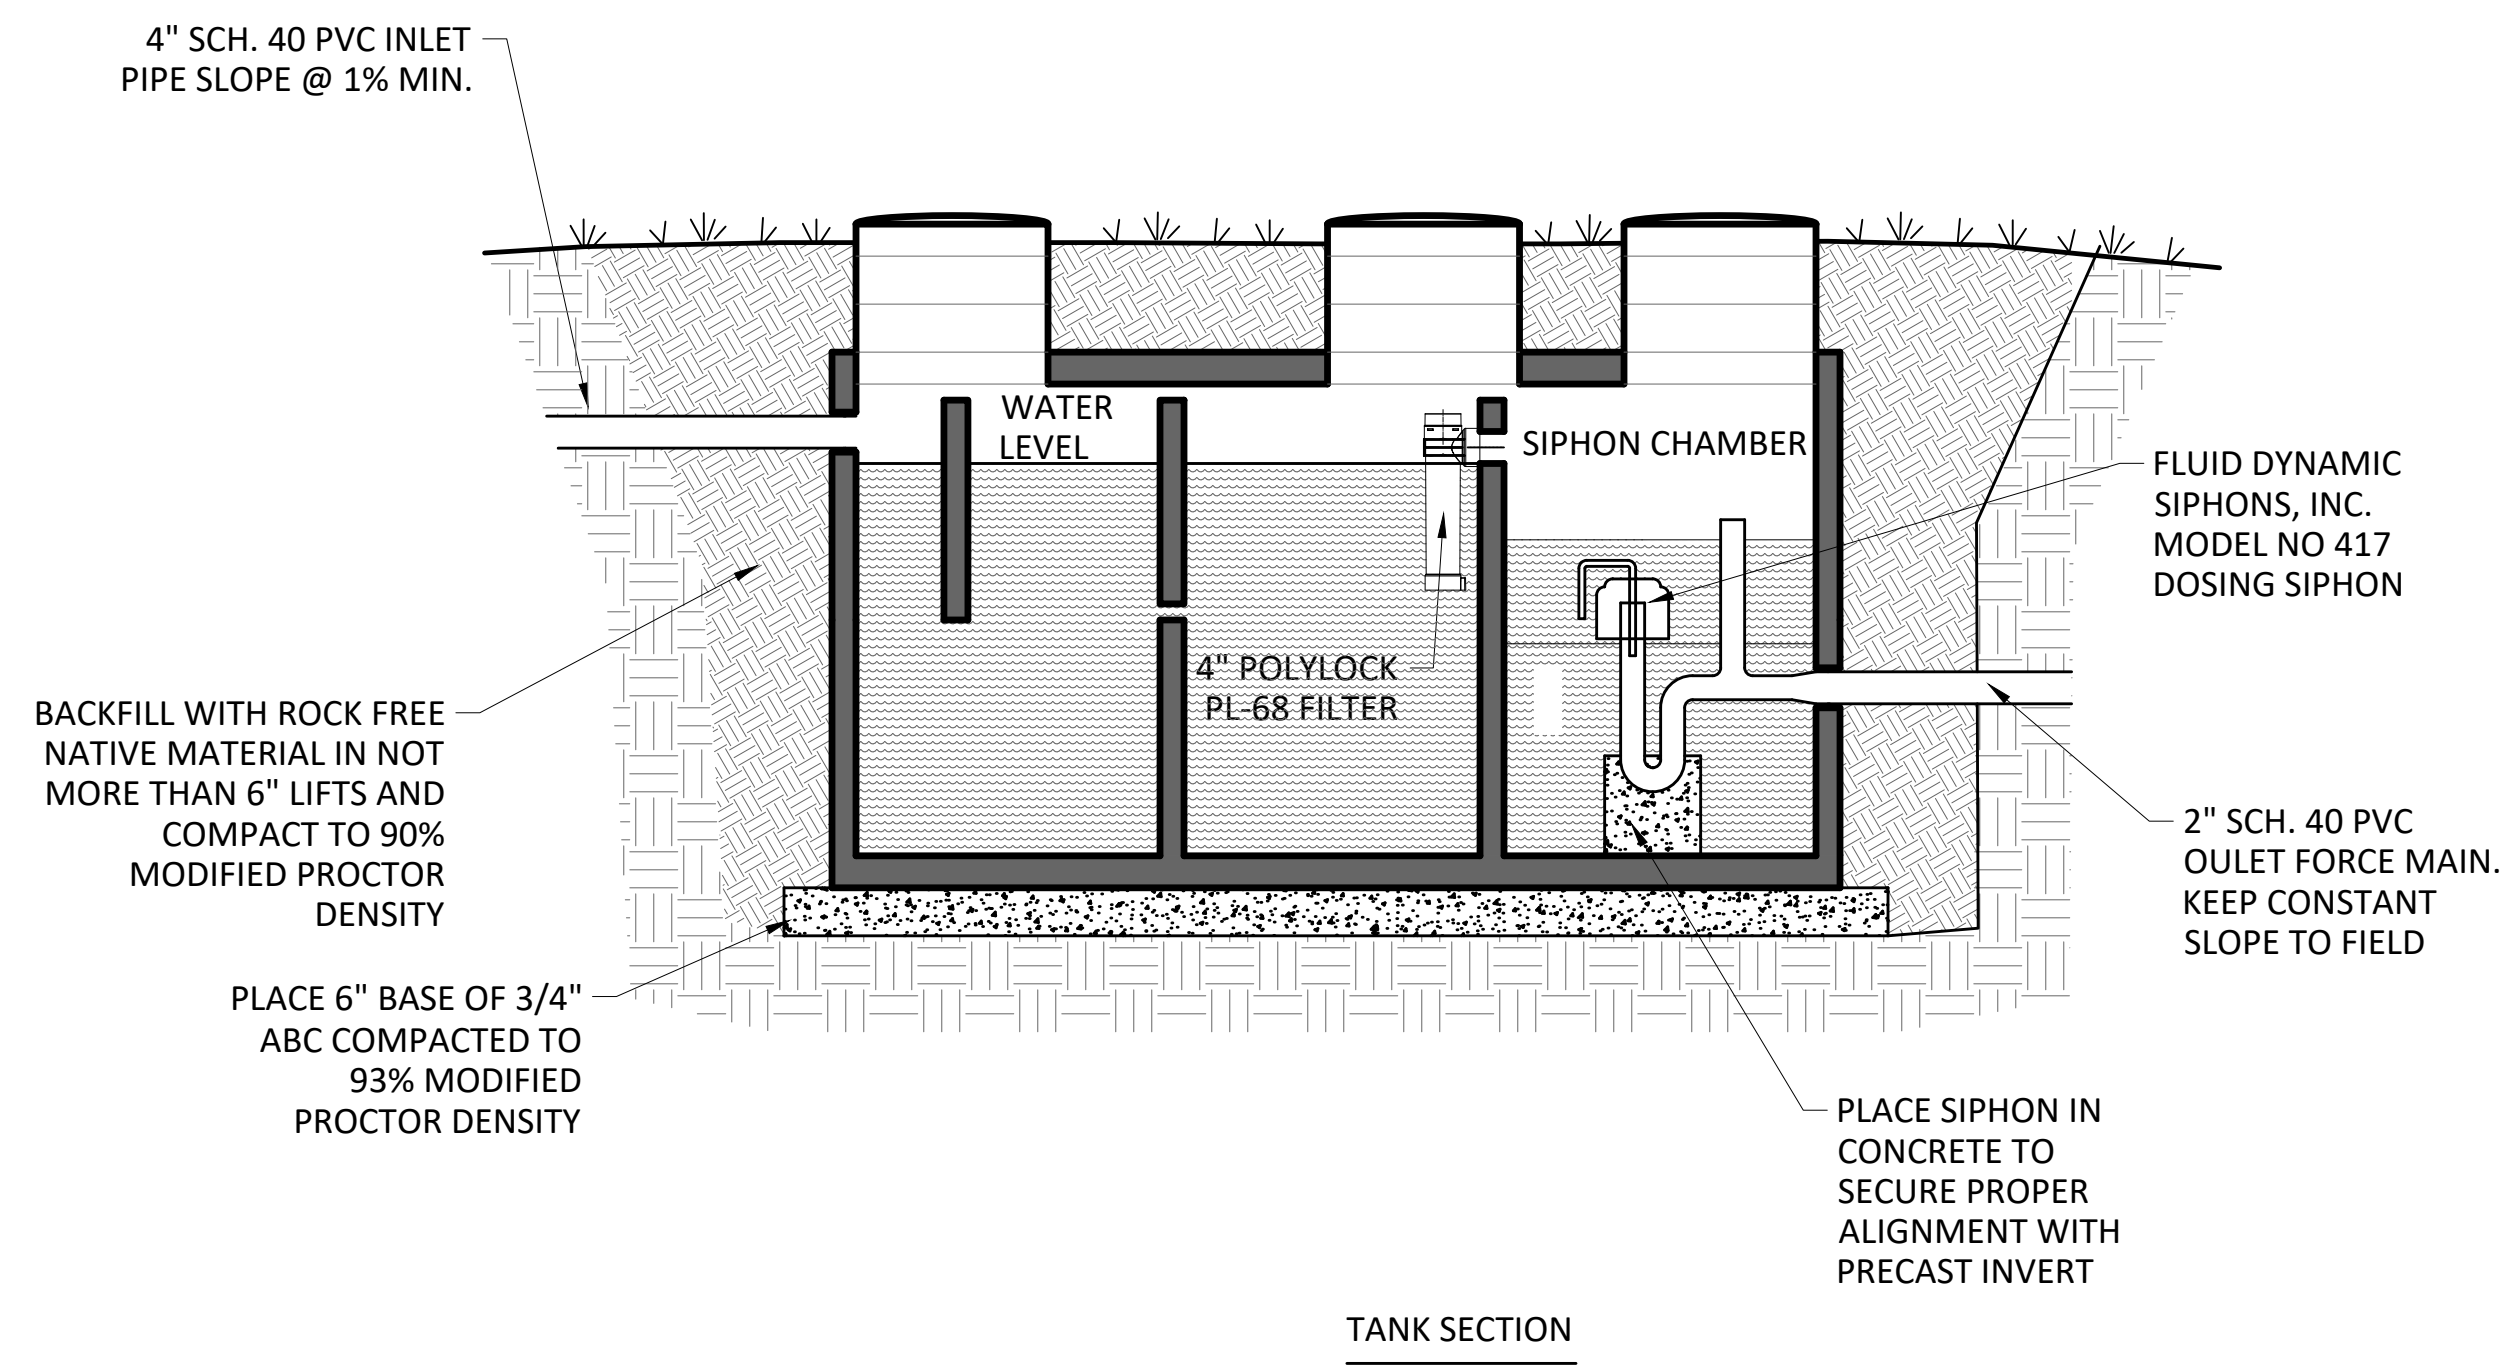 4" SCH. 40 PVC INLET
PIPE SLOPE @ 1% MIN.
WATER
LEVEL
SIPHON CHAMBER
FLUID DYNAMIC
SIPHONS, INC.
MODEL NO 417
DOSING SIPHON
4" POLYLOCK
PL-68 FILTER
BACKFILL WITH ROCK FREE
NATIVE MATERIAL IN NOT
MORE THAN 6" LIFTS AND
COMPACT TO 90%
MODIFIED PROCTOR
DENSITY
2" SCH. 40 PVC
OULET FORCE MAIN.
KEEP CONSTANT
SLOPE TO FIELD
PLACE 6" BASE OF 3/4"
ABC COMPACTED TO
93% MODIFIED
PROCTOR DENSITY
PLACE SIPHON IN
CONCRETE TO
SECURE PROPER
ALIGNMENT WITH
PRECAST INVERT
TANK SECTION